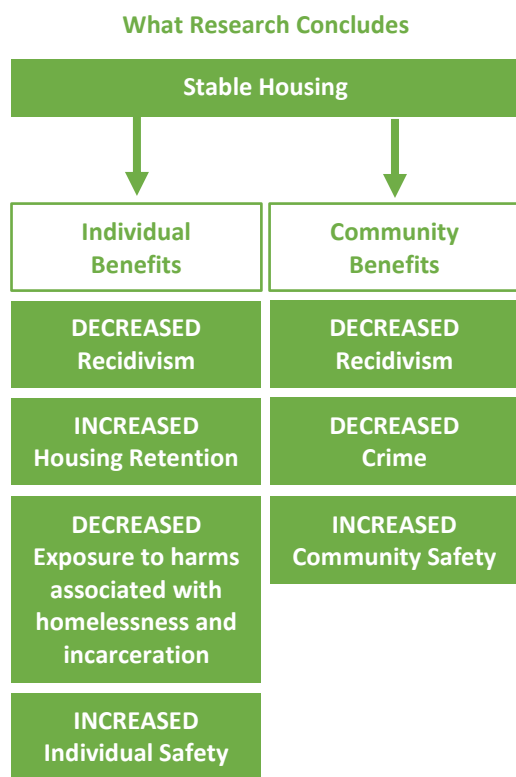 What Research Concludes
Stable Housing
Individual
Benefits
DECREASED
Recidivism
INCREASED
Housing Retention
DECREASED
Exposure to harms
associated with
homelessness and
incarceration
INCREASED
Individual Safety
Community
Benefits
DECREASED
Recidivism
DECREASED
Crime
INCREASED
Community Safety